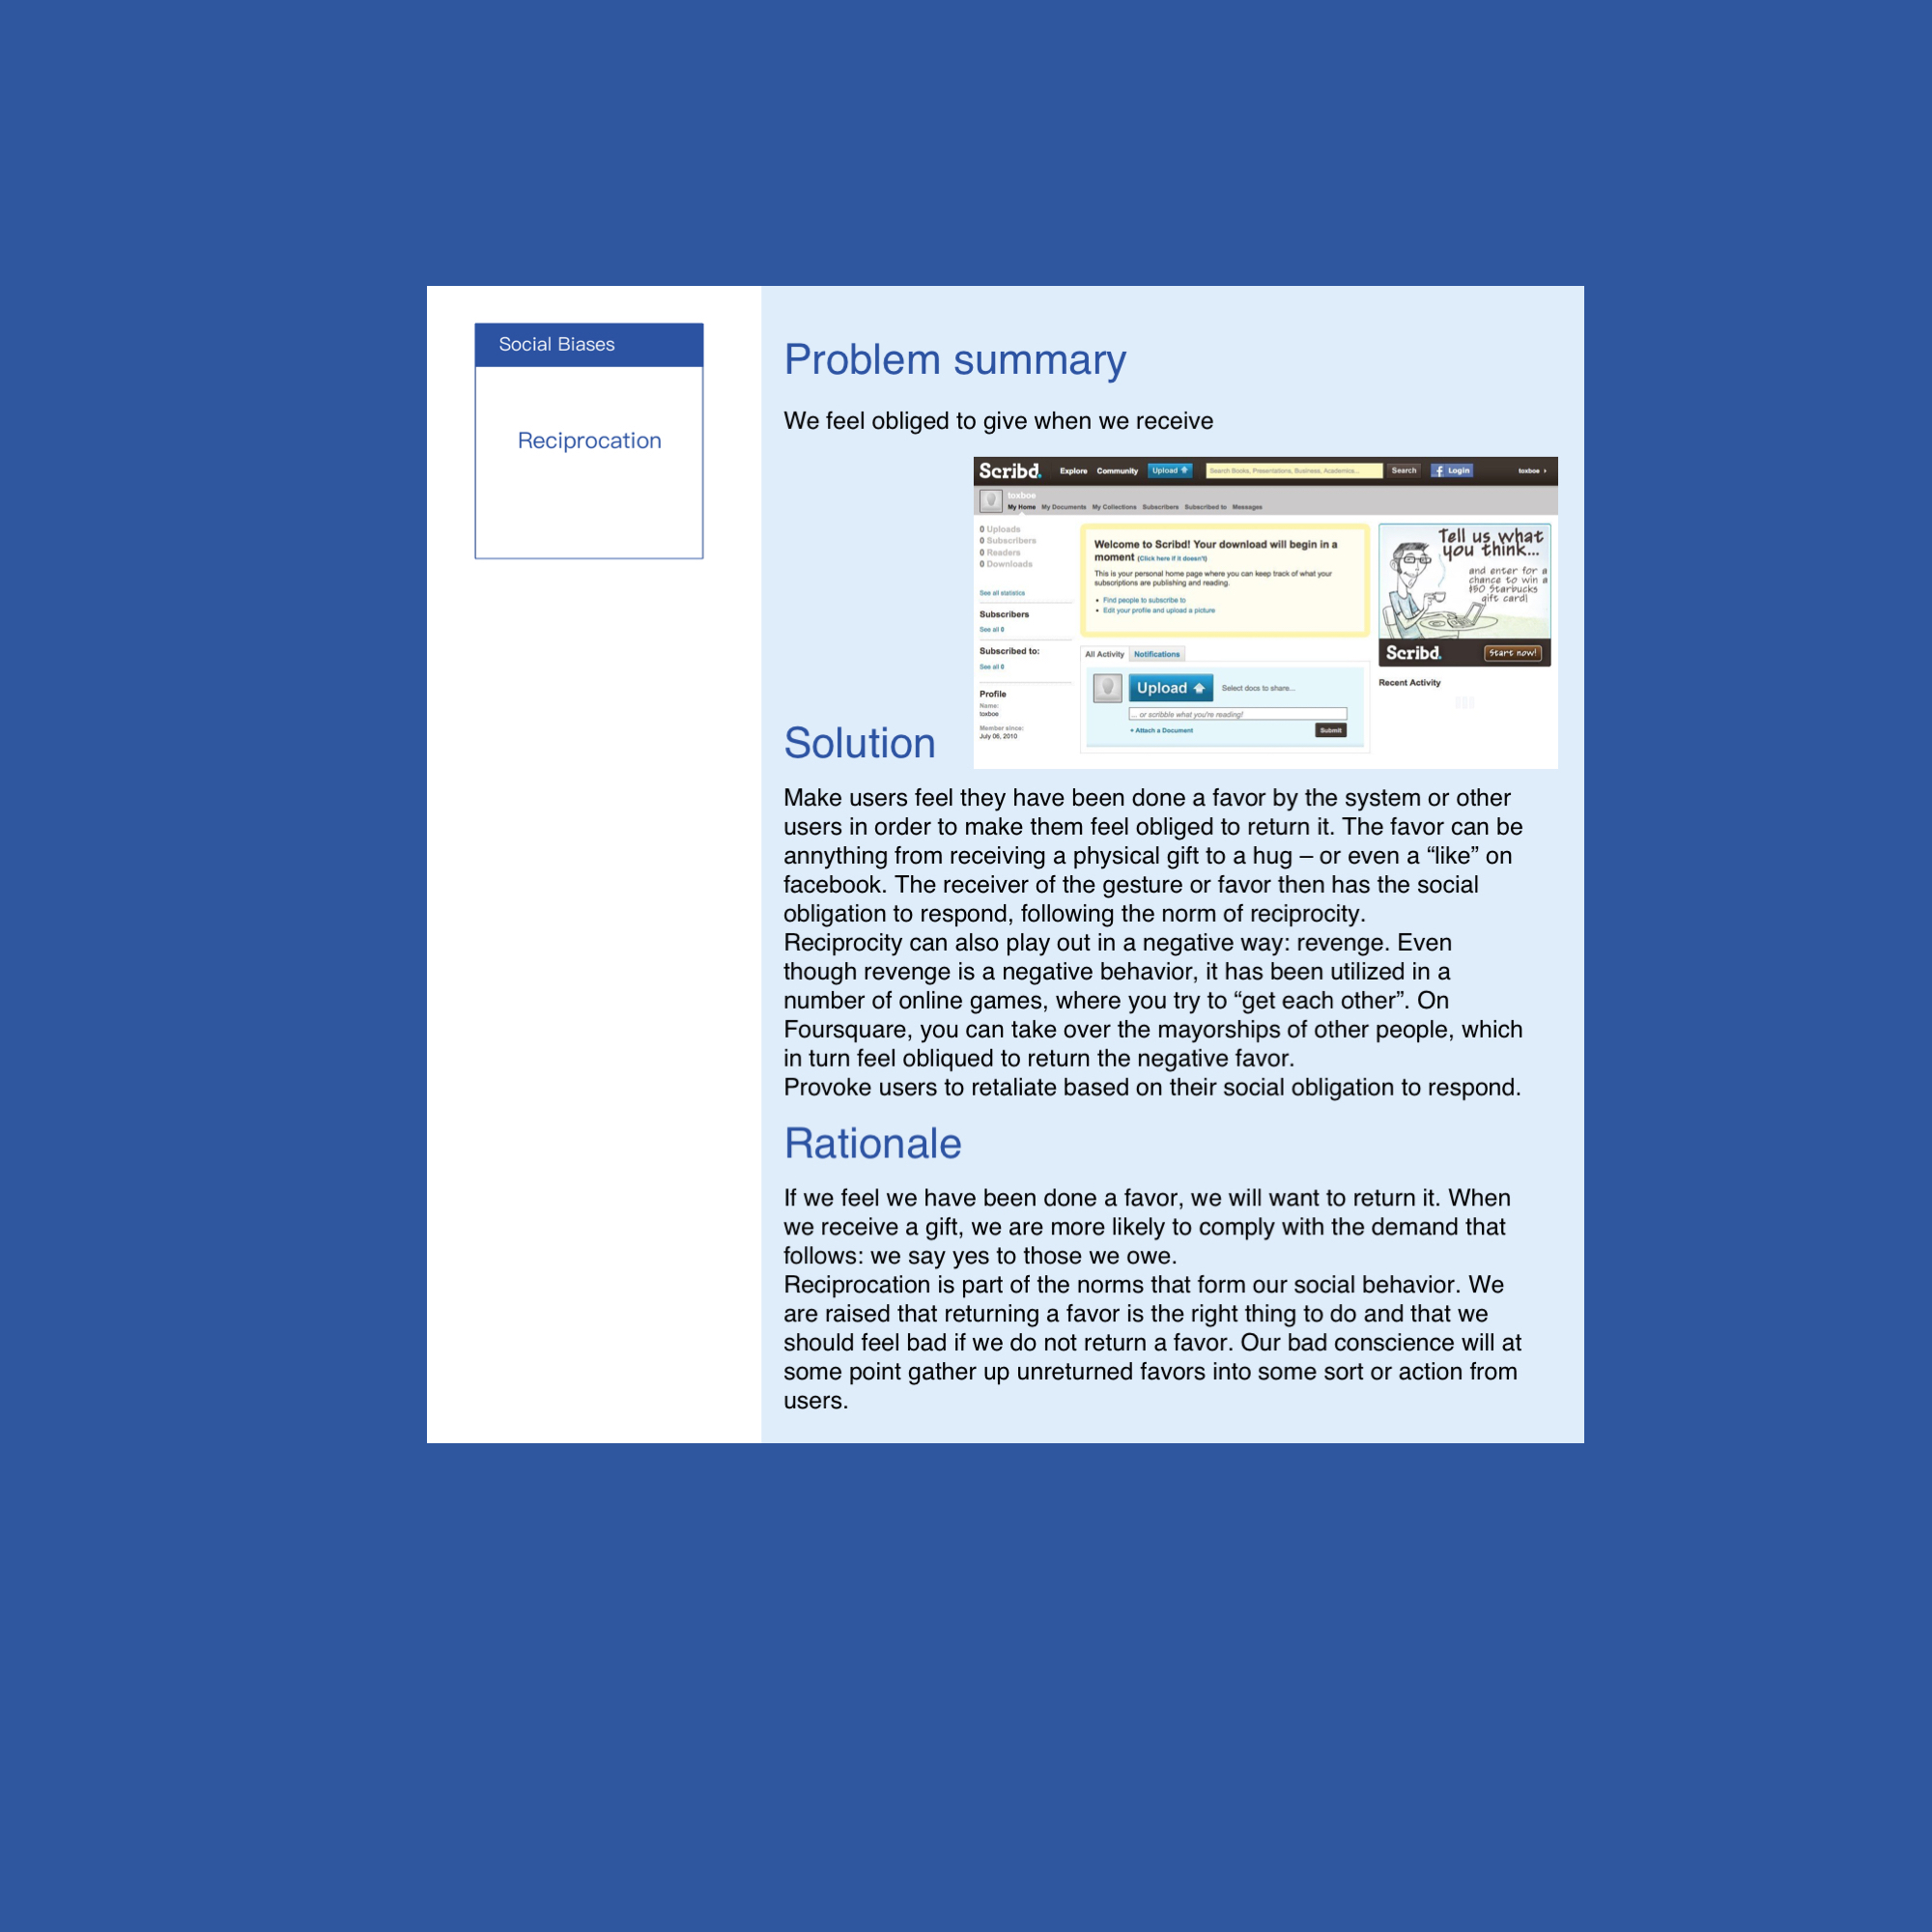 Social Biases
Reciprocation
Problem summary
We feel obliged to give when we receive
Scribd. Explore Community Upload Search Books, Presentations, Business, Academics... Search f Login toxboe
toxboe
My Home My Documents My Collections Subscribers Subscribed to Messages
0 Uploads
0 Subscribers
0 Readers
0 Downloads
See all statistics
Subscribers
See all 0
Subscribed to:
See all 0
Profile
Name:
toxboe
Member since:
July 06, 2010
Welcome to Scribd! Your download will begin in a
moment (Click here if it doesn't)
This is your personal home page where you can keep track of what your
subscriptions are publishing and reading.
• Find people to subscribe to
• Edit your profile and upload a picture
All Activity Notifications
Upload Select docs to share...
... or scribble what you're reading!
+ Attach a Document Submit
Tell us what
you think...
and enter for a
chance to win a
$50 Starbucks
gift card!
Scribd. Start now!
Recent Activity
Solution
Make users feel they have been done a favor by the system or other
users in order to make them feel obliged to return it. The favor can be
annything from receiving a physical gift to a hug – or even a “like” on
facebook. The receiver of the gesture or favor then has the social
obligation to respond, following the norm of reciprocity.
Reciprocity can also play out in a negative way: revenge. Even
though revenge is a negative behavior, it has been utilized in a
number of online games, where you try to “get each other”. On
Foursquare, you can take over the mayorships of other people, which
in turn feel obliqued to return the negative favor.
Provoke users to retaliate based on their social obligation to respond.
Rationale
If we feel we have been done a favor, we will want to return it. When
we receive a gift, we are more likely to comply with the demand that
follows: we say yes to those we owe.
Reciprocation is part of the norms that form our social behavior. We
are raised that returning a favor is the right thing to do and that we
should feel bad if we do not return a favor. Our bad conscience will at
some point gather up unreturned favors into some sort or action from
users.